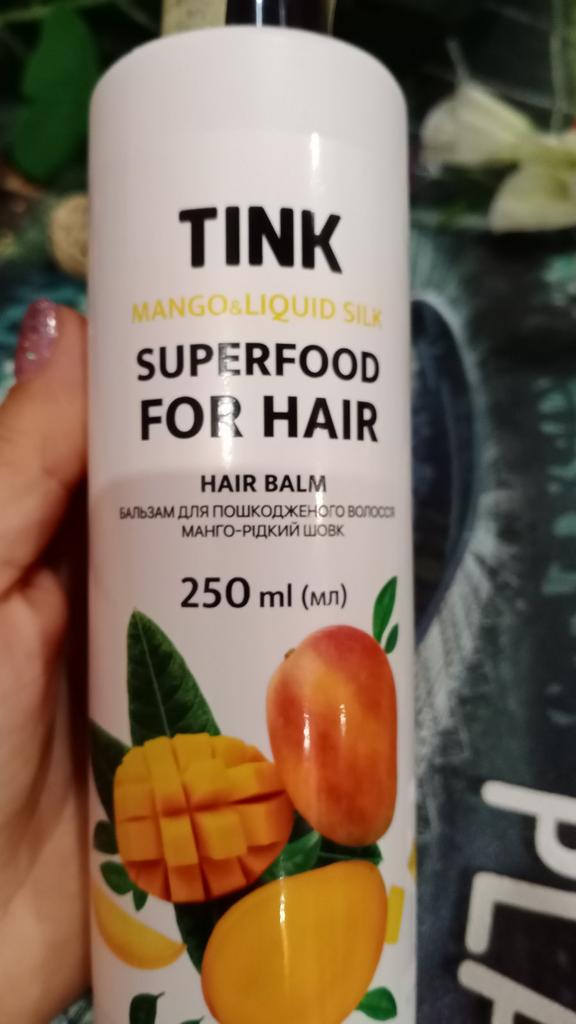 TINK
MANGO&LIQUID SILK
SUPERFOOD
FOR HAIR
HAIR BALM
БАЛЬЗАМ ДЛЯ ПОШКОДЖЕНОГО ВОЛОССЯ
МАНГО-РІДКИЙ ШОВК
250 ml (мл)
PLA